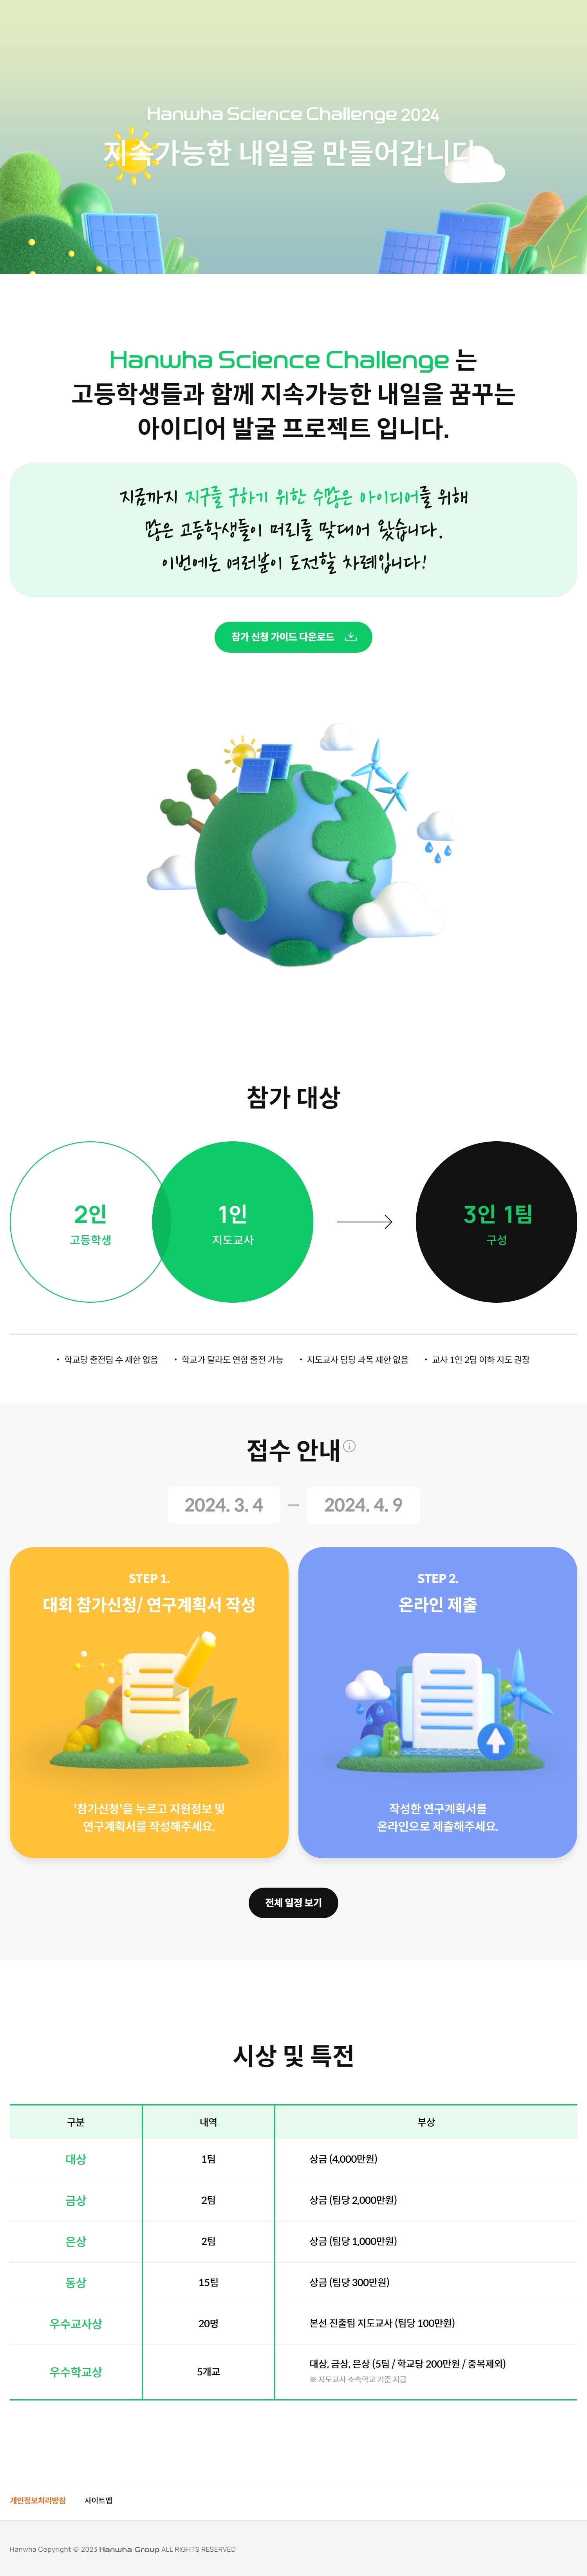 Hanwha Science Challenge 2024
지속가능한 내일을 만들어갑니다
Hanwha Science Challenge 는
고등학생들과 함께 지속가능한 내일을 꿈꾸는
아이디어 발굴 프로젝트 입니다.
지금까지 지구를 구하기 위한 수많은 아이디어를 위해
많은 고등학생들이 머리를 맞대어 왔습니다.
이번에는 여러분이 도전할 차례입니다!
참가 신청 가이드 다운로드
참가 대상
2인
고등학생
1인
지도교사
3인 1팀
구성
• 학교당 출전팀 수 제한 없음 • 학교가 달라도 연합 출전 가능 • 지도교사 담당 과목 제한 없음 • 교사 1인 2팀 이하 지도 권장
접수 안내
2024. 3. 4 – 2024. 4. 9
STEP 1.
대회 참가신청/ 연구계획서 작성
'참가신청'을 누르고 지원정보 및
연구계획서를 작성해주세요.
STEP 2.
온라인 제출
작성한 연구계획서를
온라인으로 제출해주세요.
전체 일정 보기
시상 및 특전
구분 내역 부상
대상 1팀 상금 (4,000만원)
금상 2팀 상금 (팀당 2,000만원)
은상 2팀 상금 (팀당 1,000만원)
동상 15팀 상금 (팀당 300만원)
우수교사상 20명 본선 진출팀 지도교사 (팀당 100만원)
우수학교상 5개교 대상, 금상, 은상 (5팀 / 학교당 200만원 / 중복제외)
※ 지도교사 소속학교 기준 지급
개인정보처리방침 사이트맵
Hanwha Copyright © 2023 Hanwha Group ALL RIGHTS RESERVED